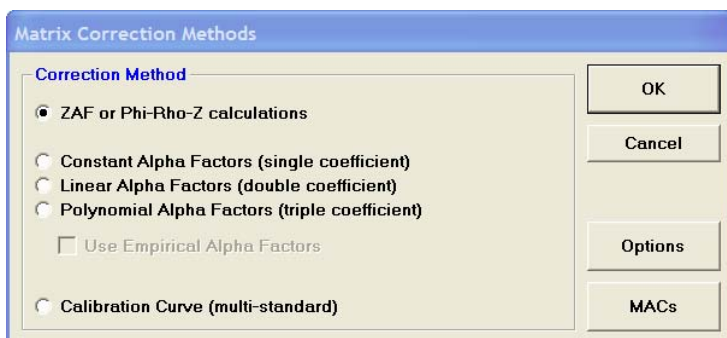 Matrix Correction Methods
Correction Method
ZAF or Phi-Rho-Z calculations
Constant Alpha Factors (single coefficient)
Linear Alpha Factors (double coefficient)
Polynomial Alpha Factors (triple coefficient)
Use Empirical Alpha Factors
Calibration Curve (multi-standard)
OK
Cancel
Options
MACs